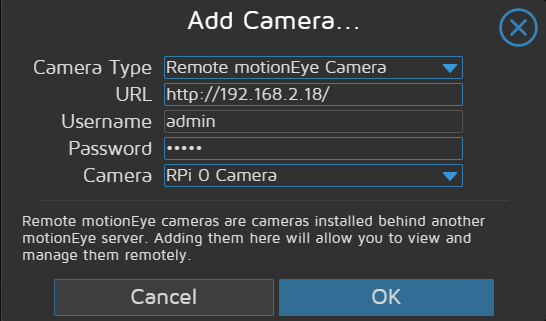 Add Camera...
Camera Type Remote motionEye Camera
URL http://192.168.2.18/
Username admin
Password •••••
Camera RPi 0 Camera
Remote motionEye cameras are cameras installed behind another
motionEye server. Adding them here will allow you to view and
manage them remotely.
Cancel OK